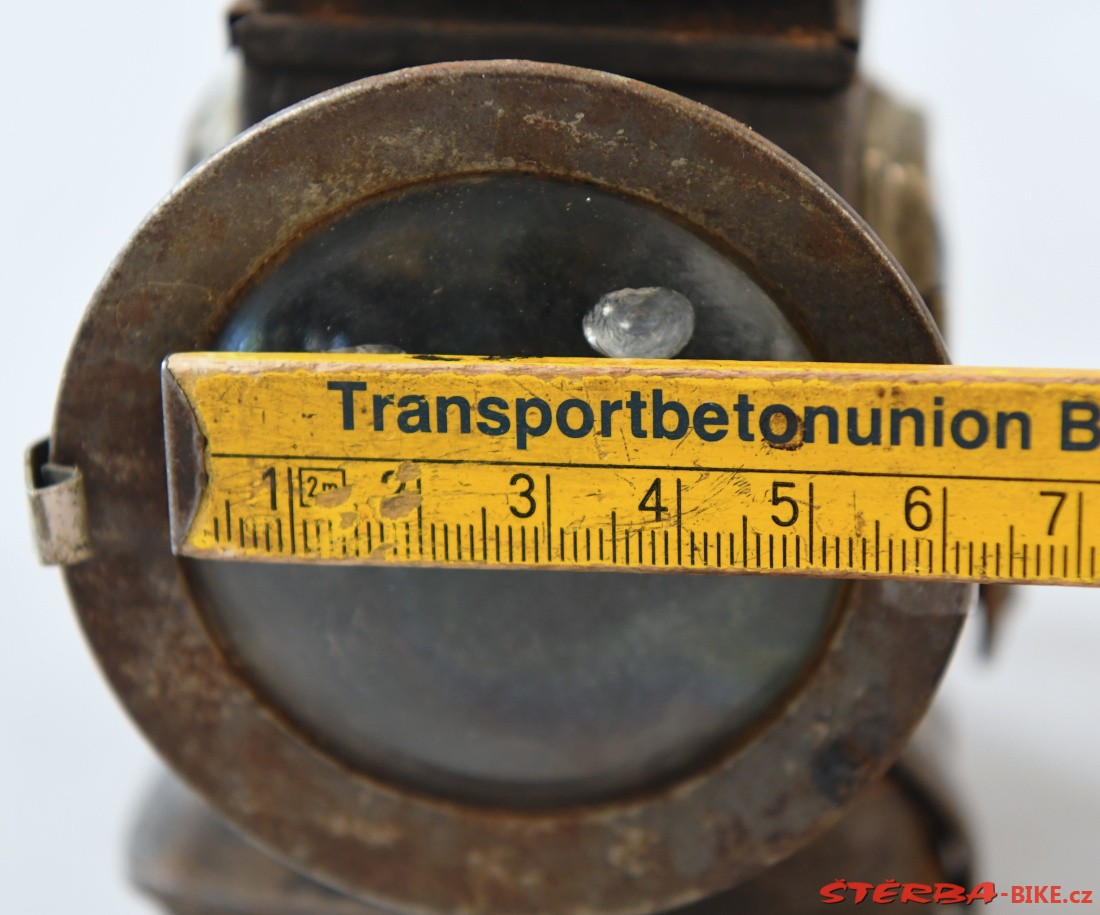 Transportbetonunion B
1 2m 2 3 4 5 6 7
ŠTĚRBA-BIKE.cz